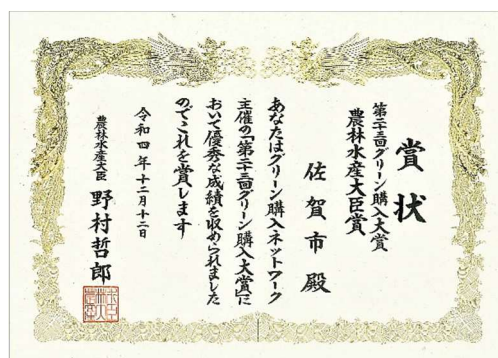 賞状
第二十三回グリーン購入大賞
農林水産大臣賞
佐賀市殿
あなたはグリーン購入ネットワーク
主催の「第二十三回グリーン購入大賞」に
おいて優秀な成績を収められました
のでこれを賞します
令和四年十二月十二日
農林水産大臣 野村哲郎